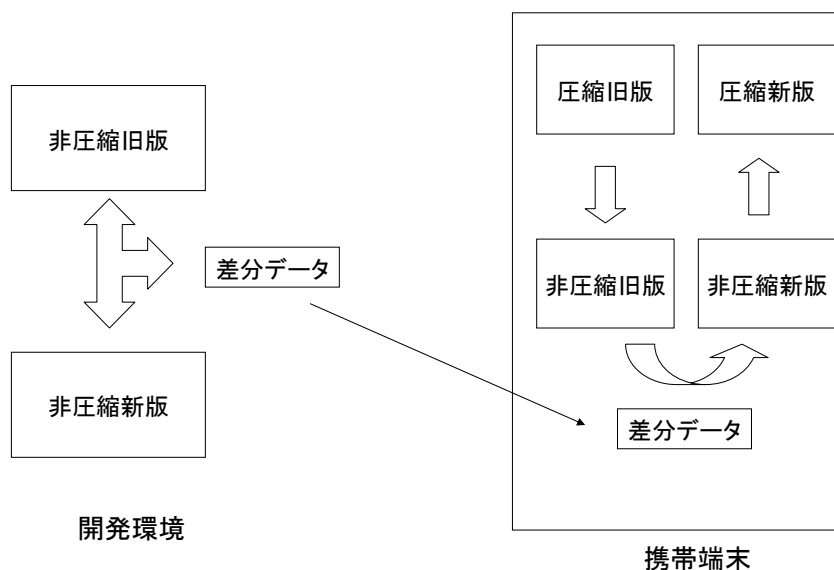 非圧縮旧版
差分データ
非圧縮新版
開発環境
圧縮旧版
圧縮新版
非圧縮旧版
非圧縮新版
差分データ
携帯端末